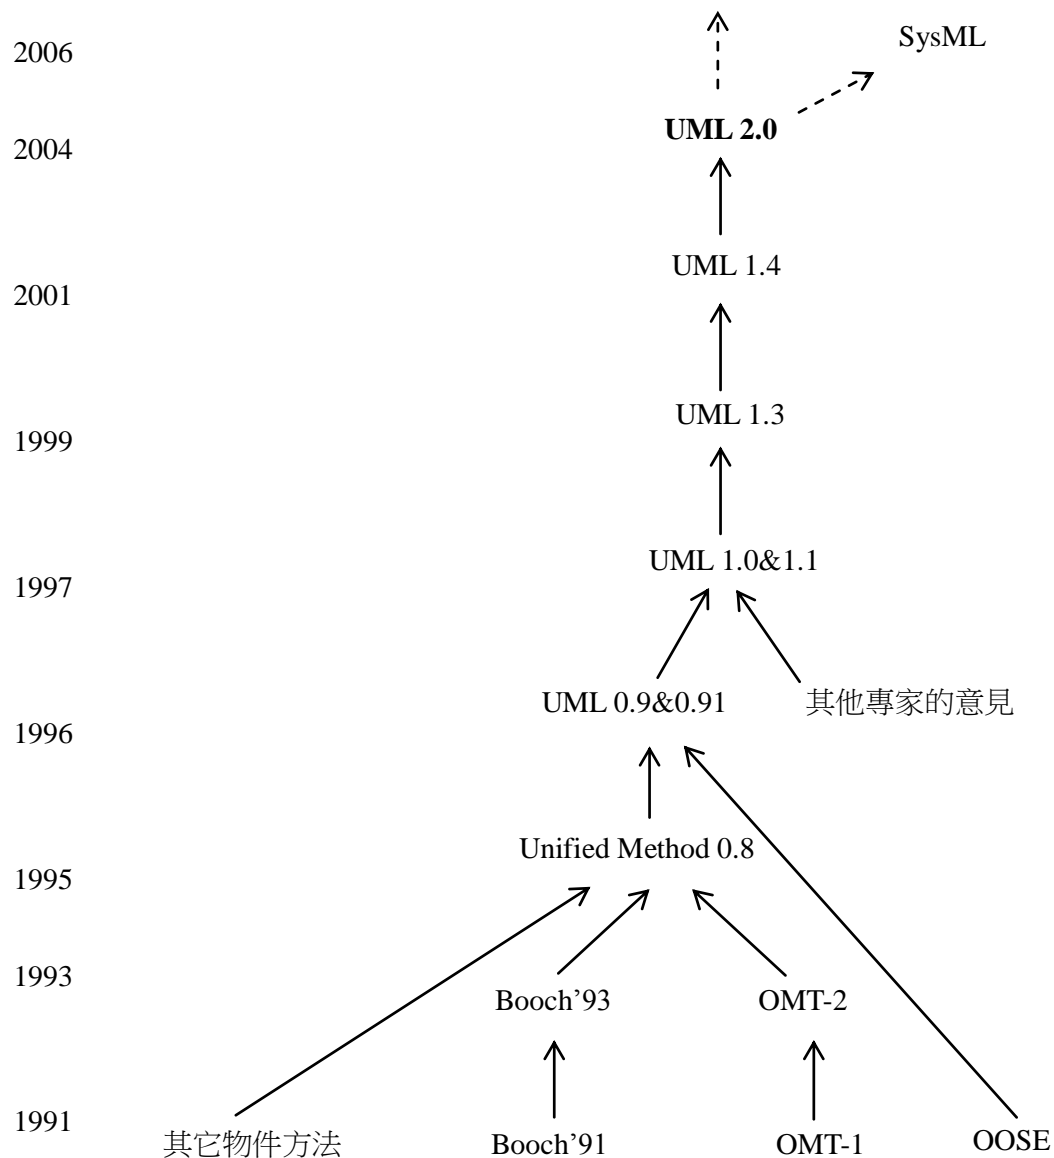 SysML
2006
UML 2.0
2004
UML 1.4
2001
UML 1.3
1999
UML 1.0&1.1
1997
UML 0.9&0.91
其他專家的意見
1996
Unified Method 0.8
1995
1993
Booch’93
OMT-2
1991
其它物件方法
Booch’91
OMT-1
OOSE